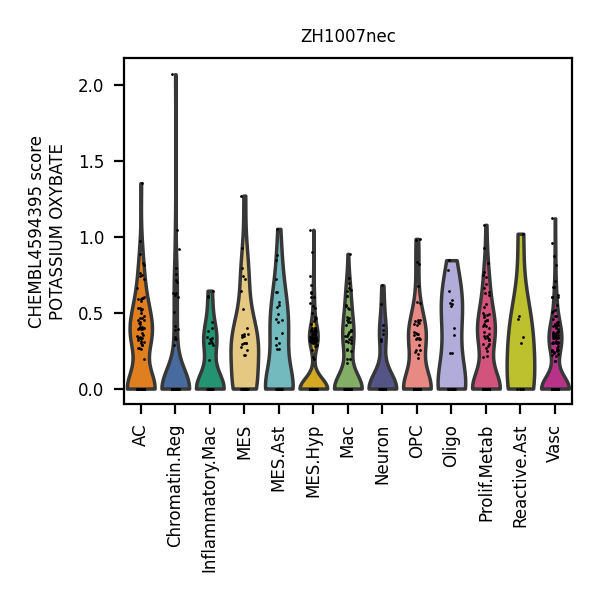 ZH1007nec
CHEMBL4594395 score
POTASSIUM OXYBATE
2.0
1.5
1.0
0.5
0.0
AC
Chromatin.Reg
Inflammatory.Mac
MES
MES.Ast
MES.Hyp
Mac
Neuron
OPC
Oligo
Prolif.Metab
Reactive.Ast
Vasc